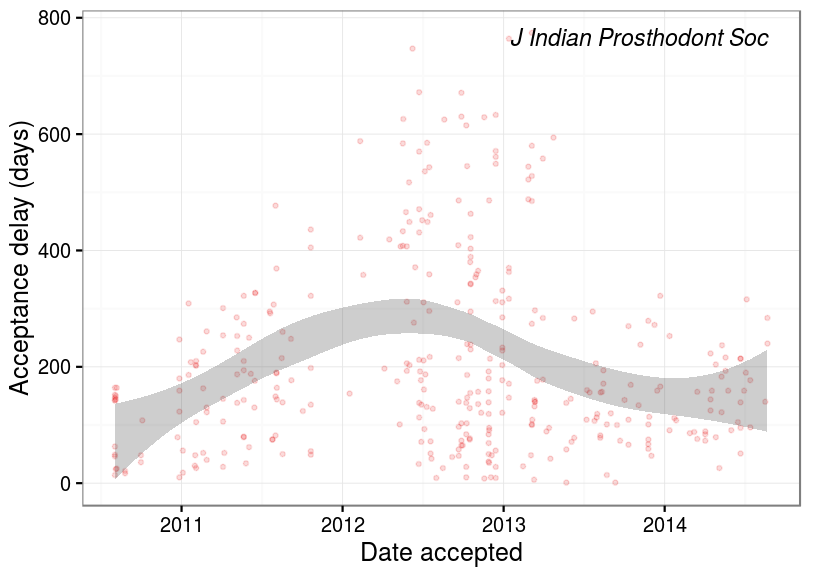 J Indian Prosthodont Soc
Acceptance delay (days)
800
600
400
200
0
2011 2012 2013 2014
Date accepted